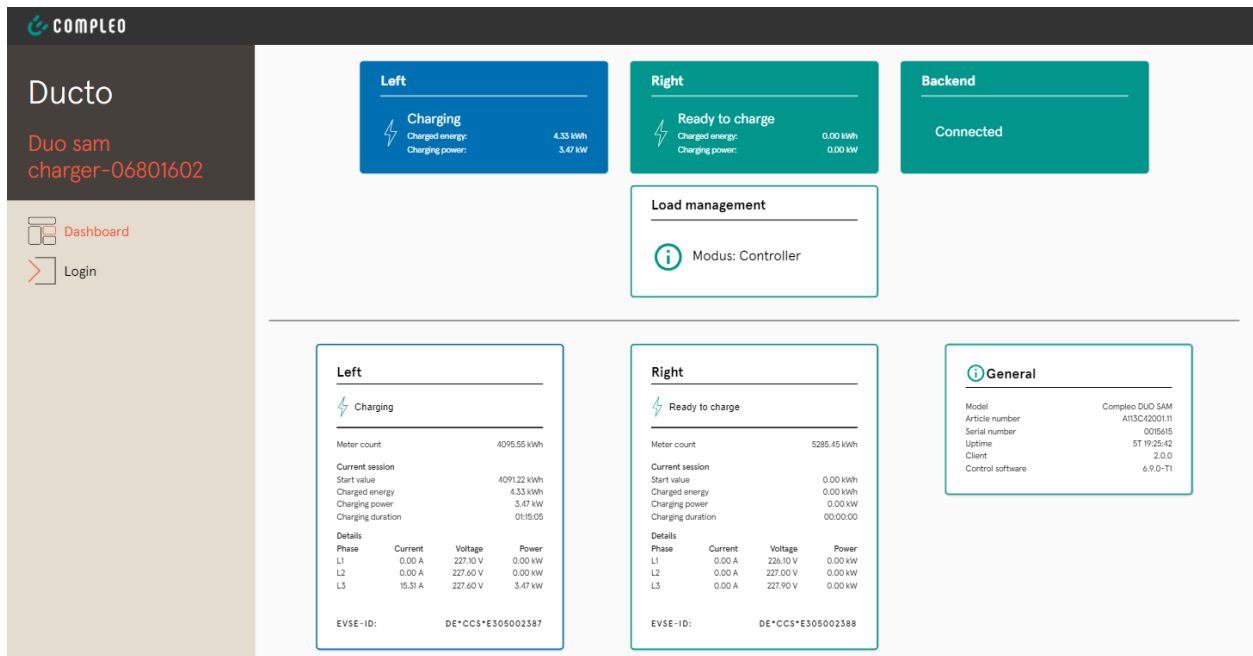 COMPLEO
Ducto
Duo sam
charger-06801602
Dashboard
Login
Left
Charging
Charged energy: 4.33 kWh
Charging power: 3.47 kW
Right
Ready to charge
Charged energy: 0.00 kWh
Charging power: 0.00 kW
Backend
Connected
Load management
Modus: Controller
Left
Charging
Meter count 4095.55 kWh
Current session
Start value 4091.22 kWh
Charged energy 4.33 kWh
Charging power 3.47 kW
Charging duration 01:15:05
Details
Phase Current Voltage Power
L1 0.00 A 227.10 V 0.00 kW
L2 0.00 A 227.60 V 0.00 kW
L3 15.31 A 227.60 V 3.47 kW
EVSE-ID: DE*CCS*E305002387
Right
Ready to charge
Meter count 5285.45 kWh
Current session
Start value 0.00 kWh
Charged energy 0.00 kWh
Charging power 0.00 kW
Charging duration 00:00:00
Details
Phase Current Voltage Power
L1 0.00 A 226.10 V 0.00 kW
L2 0.00 A 227.00 V 0.00 kW
L3 0.00 A 227.90 V 0.00 kW
EVSE-ID: DE*CCS*E305002388
General
Model Compleo DUO SAM
Article number A113C42001.11
Serial number 0015615
Uptime 5T 19:25:42
Client 2.0.0
Control software 6.9.0-T1